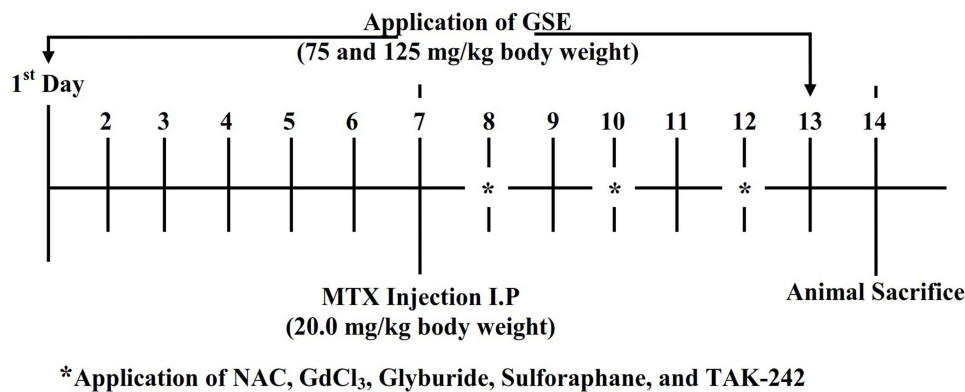 Application of GSE
(75 and 125 mg/kg body weight)
1st Day
2 3 4 5 6 7 8 9 10 11 12 13 14
* * *
MTX Injection I.P
(20.0 mg/kg body weight)
Animal Sacrifice
*Application of NAC, GdCl₃, Glyburide, Sulforaphane, and TAK-242